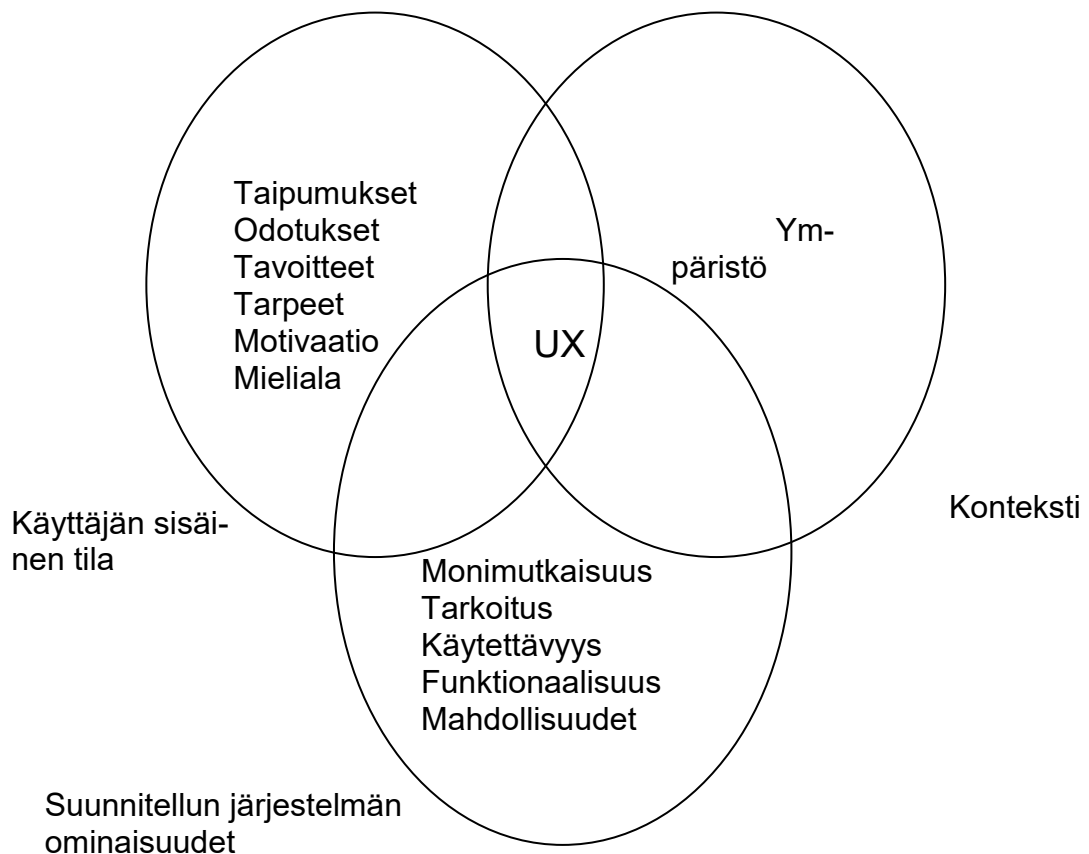 Taipumukset
Odotukset
Tavoitteet
Tarpeet
Motivaatio
Mieliala
Ym-
päristö
UX
Käyttäjän sisäi-
nen tila
Konteksti
Monimutkaisuus
Tarkoitus
Käytettävyys
Funktionaalisuus
Mahdollisuudet
Suunnitellun järjestelmän
ominaisuudet